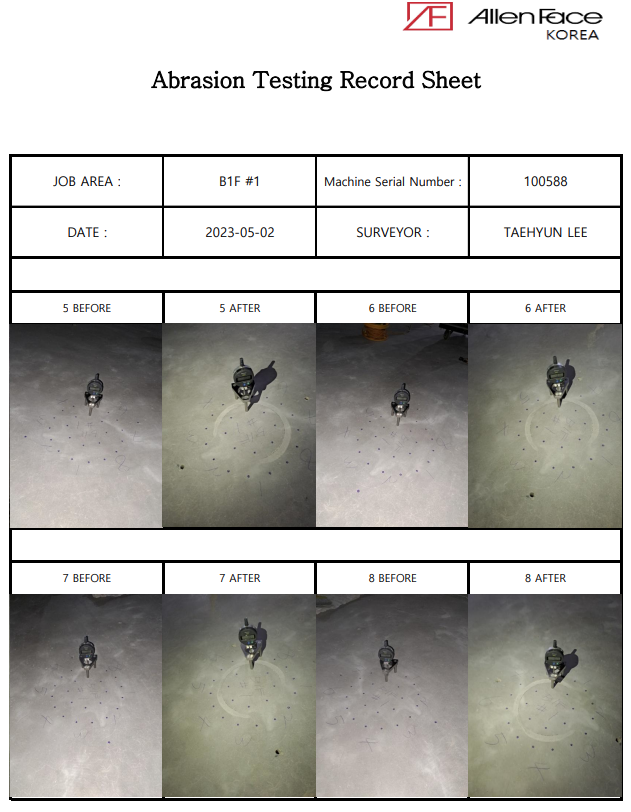 AF Allen Face
KOREA
Abrasion Testing Record Sheet
JOB AREA : B1F #1 Machine Serial Number : 100588
DATE : 2023-05-02 SURVEYOR : TAEHYUN LEE
5 BEFORE 5 AFTER 6 BEFORE 6 AFTER
7 BEFORE 7 AFTER 8 BEFORE 8 AFTER